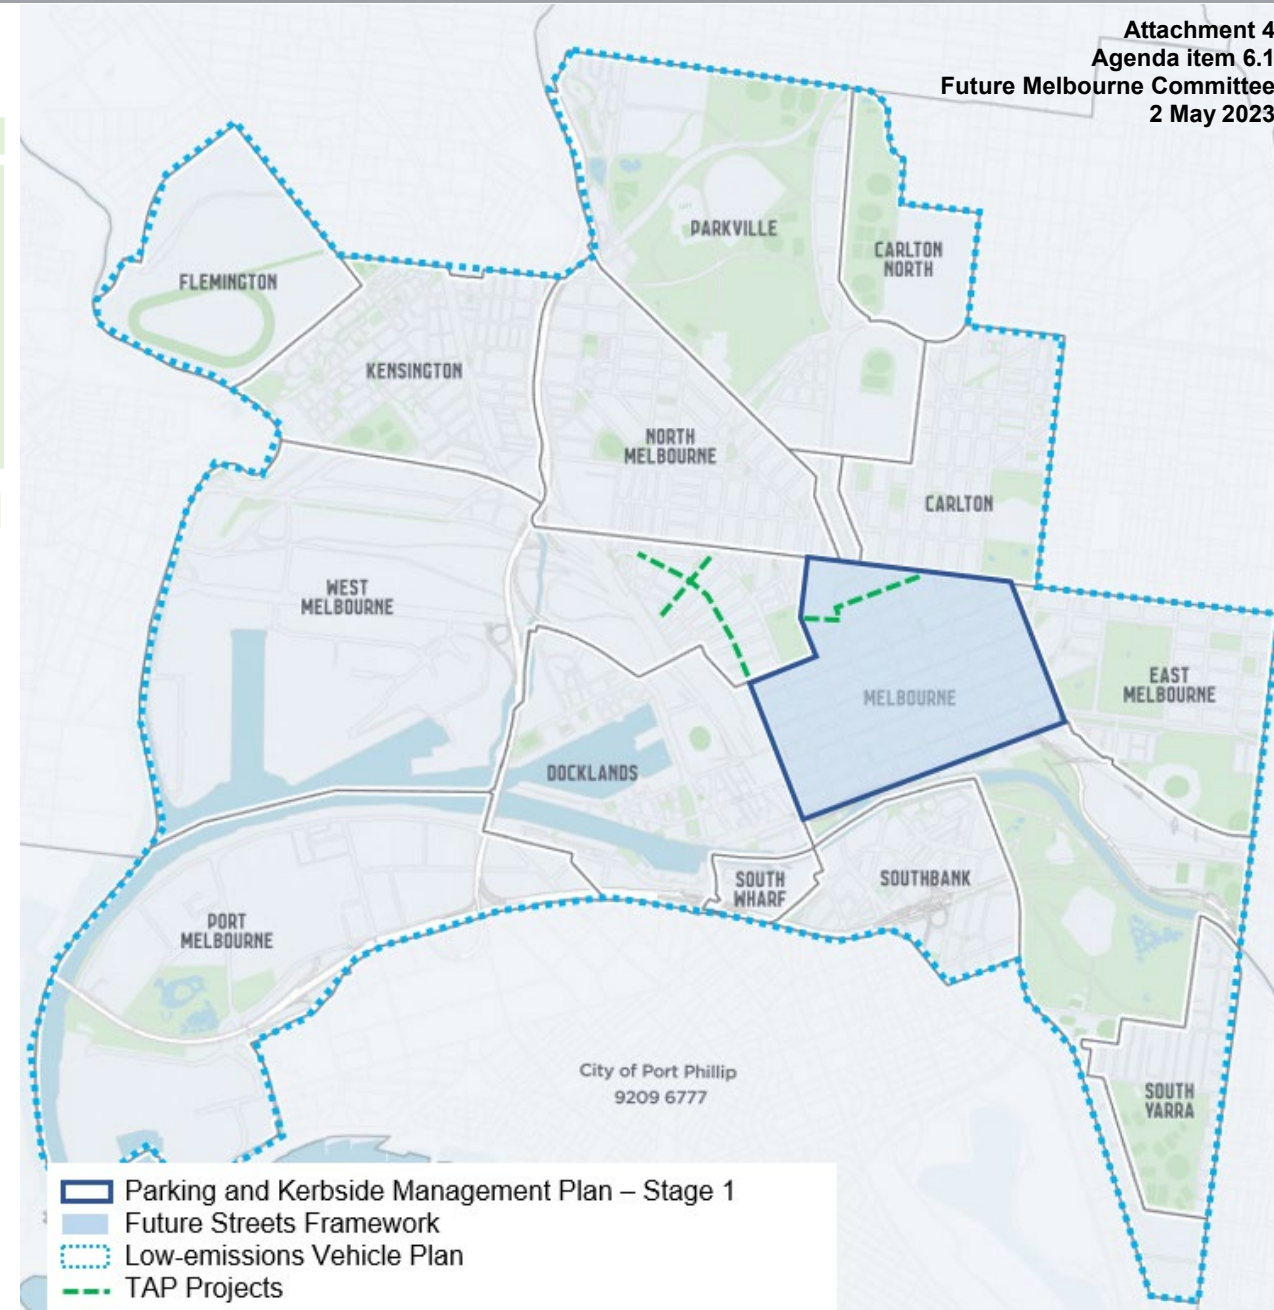 Attachment 4
Agenda item 6.1
Future Melbourne Committee
2 May 2023
PARKVILLE
CARLTON
NORTH
FLEMINGTON
KENSINGTON
NORTH
MELBOURNE
CARLTON
WEST
MELBOURNE
EAST
MELBOURNE
MELBOURNE
DOCKLANDS
SOUTH
WHARF
SOUTHBANK
PORT
MELBOURNE
City of Port Phillip
9209 6777
SOUTH
YARRA
Parking and Kerbside Management Plan – Stage 1
Future Streets Framework
Low-emissions Vehicle Plan
TAP Projects